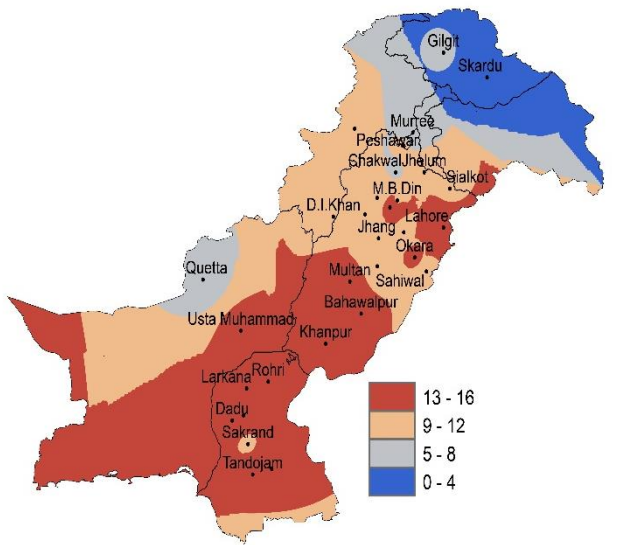 Gilgit
Skardu
Murree
Peshawar
Chakwal Jhelum
Sialkot
M.B.Din
D.I.Khan
Lahore
Jhang
Okara
Quetta
Multan
Sahiwal
Bahawalpur
Usta Muhammad
Khanpur
Rohri
Larkana
Dadu
Sakrand
Tandojam
13 - 16
9 - 12
5 - 8
0 - 4